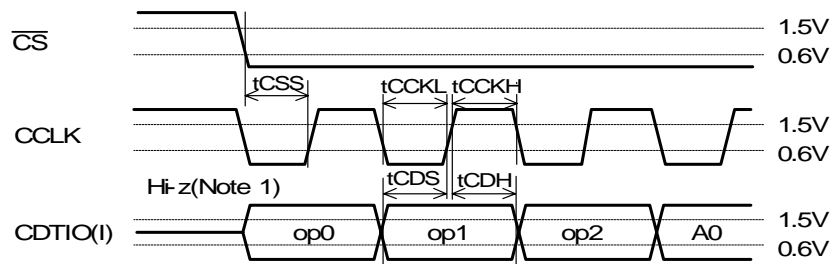 CS
1.5V
0.6V
tCSS
tCCKL
tCCKH
CCLK
1.5V
0.6V
Hi-z(Note 1)
tCDS
tCDH
CDTIO(I)
op0
op1
op2
A0
1.5V
0.6V